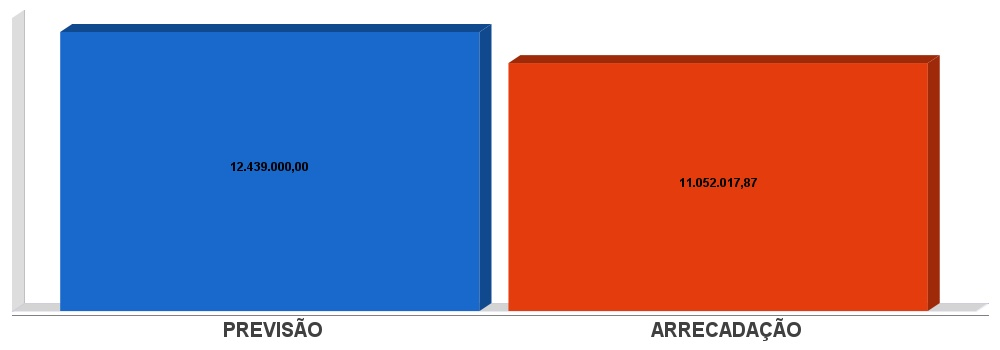 12.439.000,00
11.052.017,87
PREVISÃO
ARRECADAÇÃO